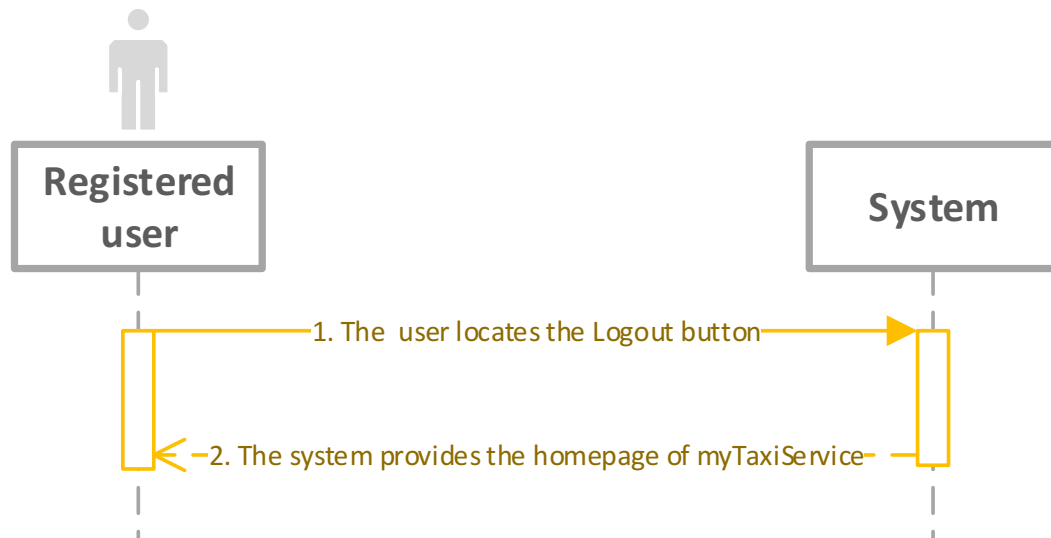 Registered
user
System
1. The  user locates the Logout button
2. The system provides the homepage of myTaxiService